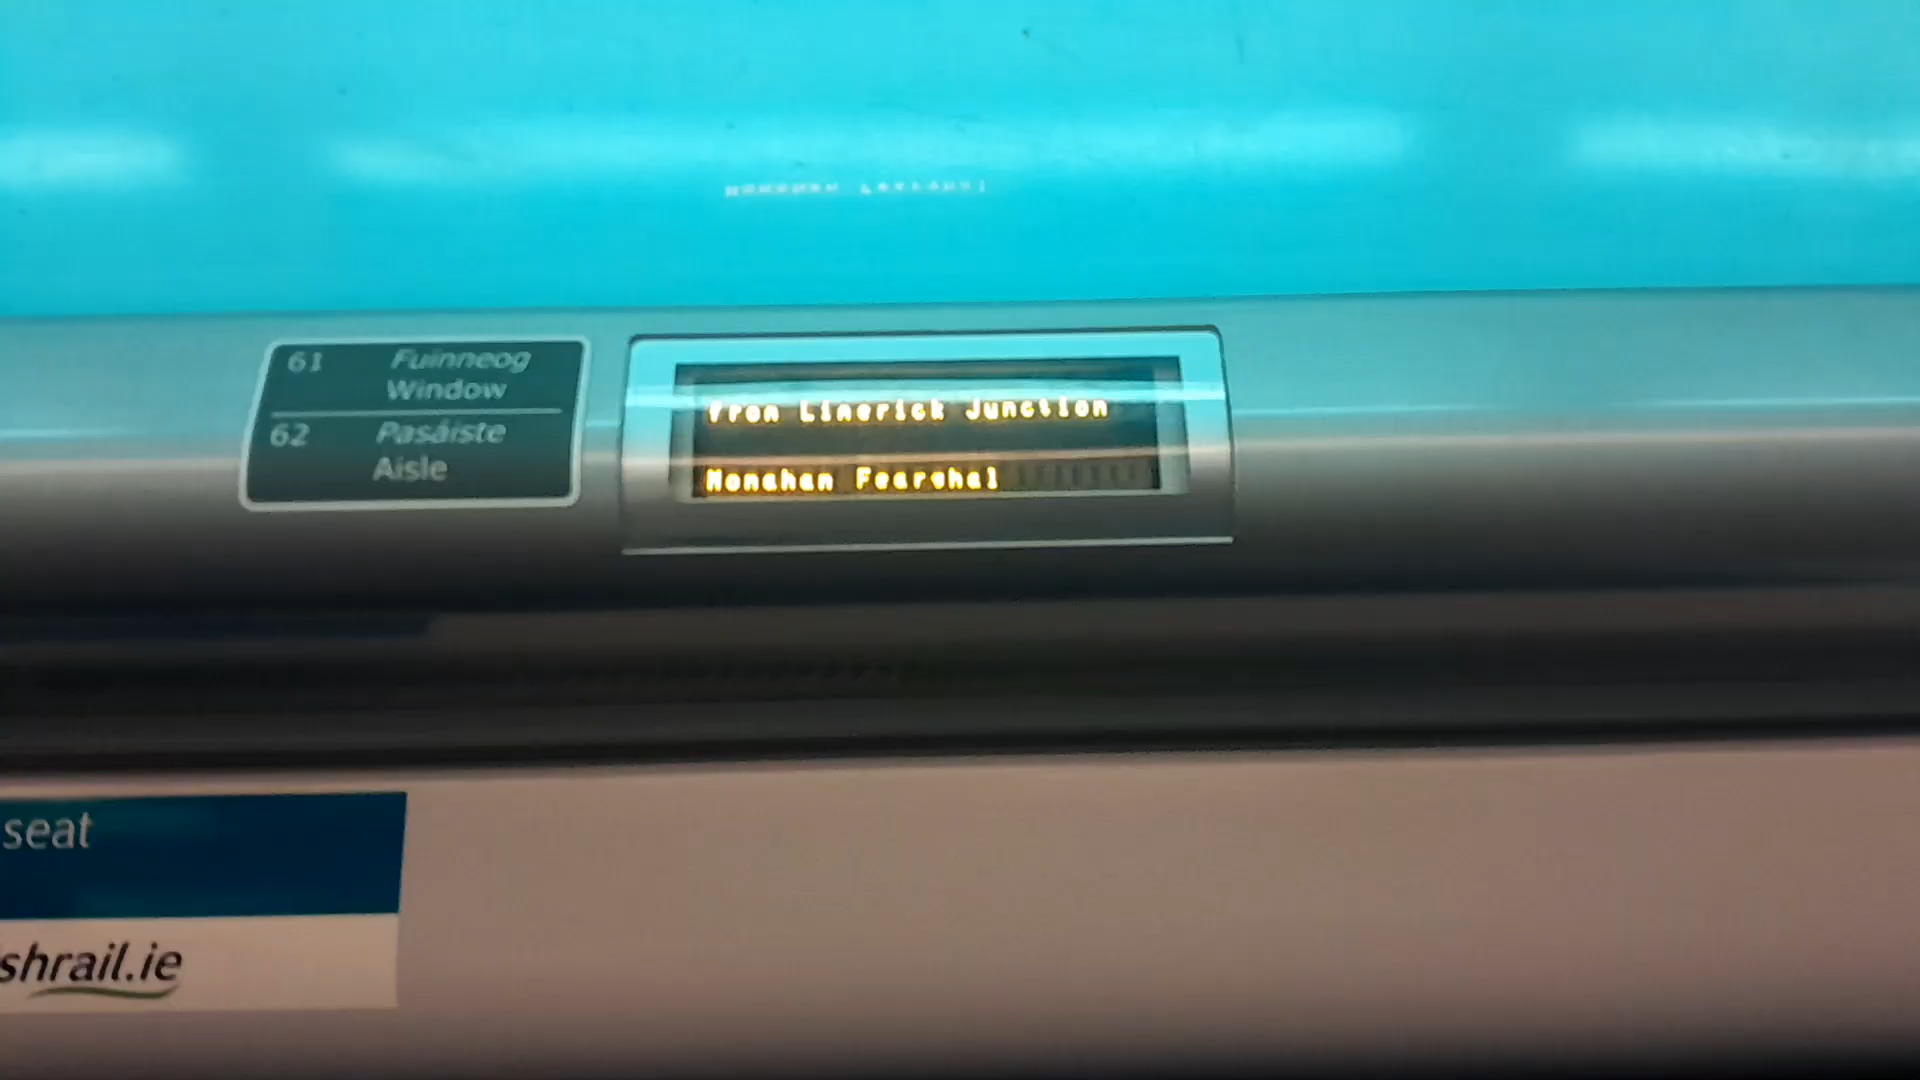 61 Fuinneog
Window
62 Pasáiste
Aisle
From Limerick Junction
Monahan Fearghal
seat
shrail.ie